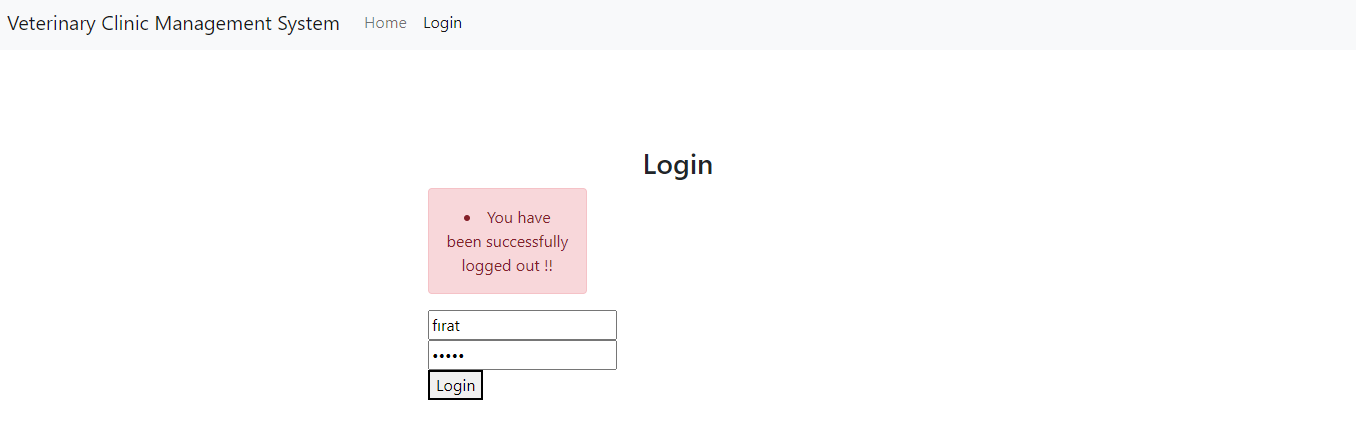 Veterinary Clinic Management System Home Login
Login
• You have
been successfully
logged out !!
fırat
•••••
Login